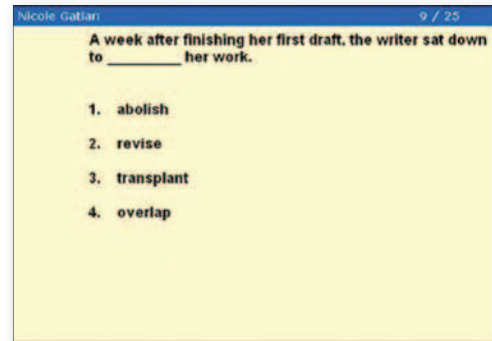 Nicole Gatlan 9 / 25
A week after finishing her first draft, the writer sat down
to _________ her work.
1. abolish
2. revise
3. transplant
4. overlap